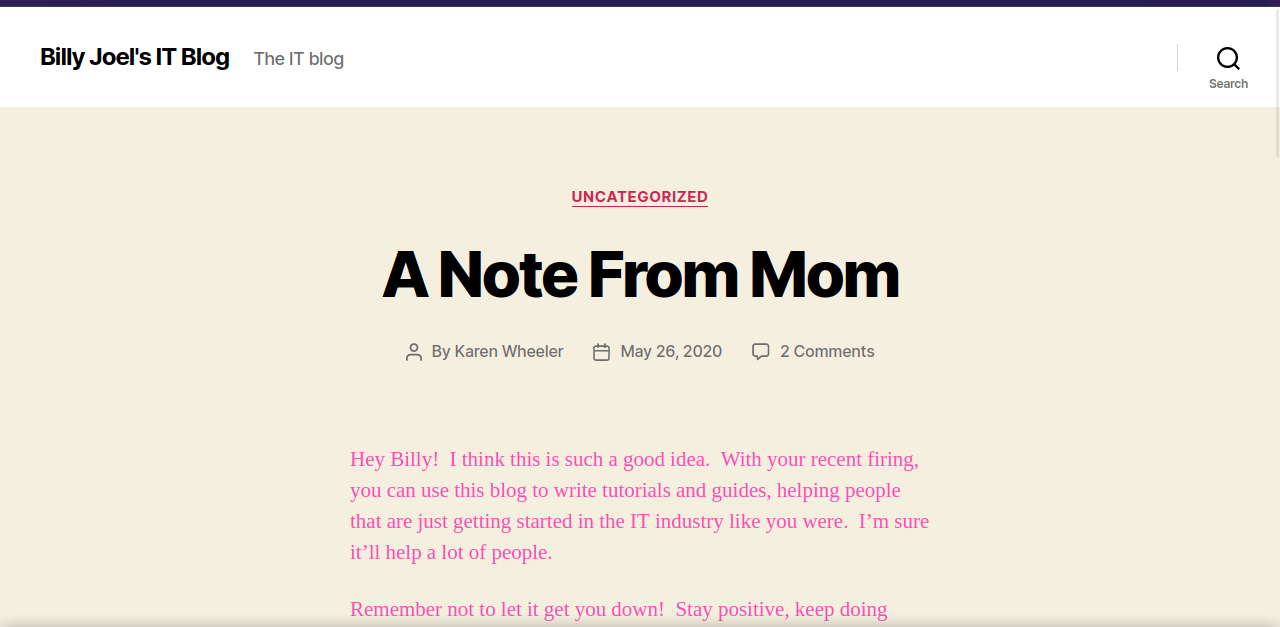 Billy Joel's IT Blog The IT blog
Search
UNCATEGORIZED
A Note From Mom
By Karen Wheeler May 26, 2020 2 Comments
Hey Billy!  I think this is such a good idea.  With your recent firing,
you can use this blog to write tutorials and guides, helping people
that are just getting started in the IT industry like you were.  I’m sure
it’ll help a lot of people.
Remember not to let it get you down!  Stay positive, keep doing